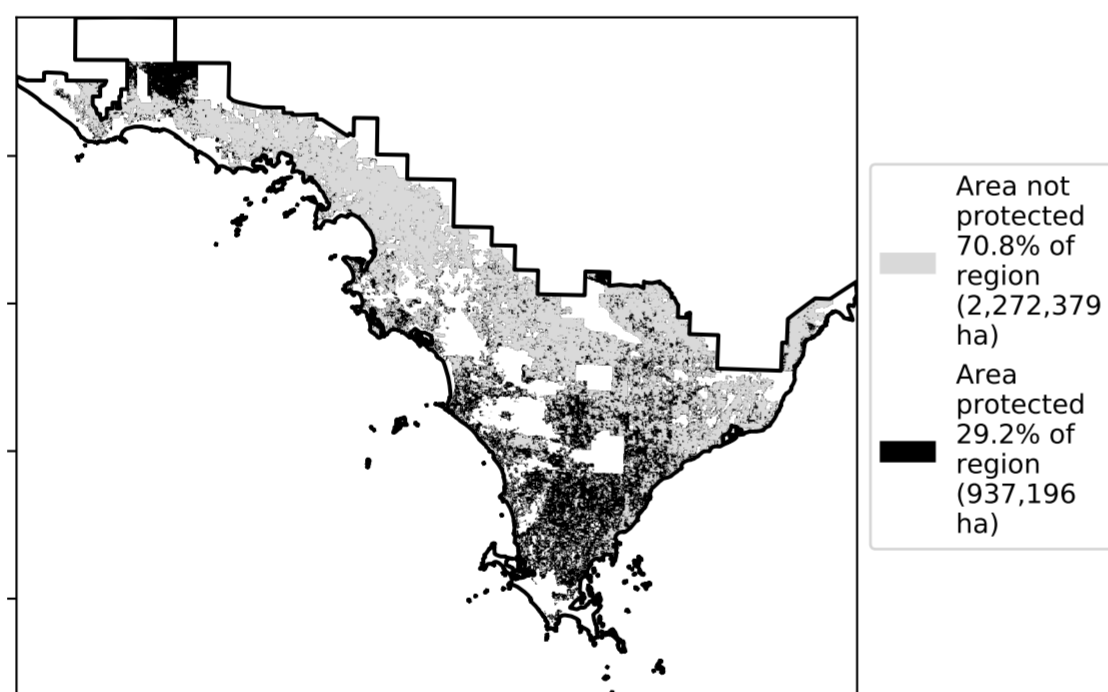 Area not
protected
70.8% of
region
(2,272,379
ha)
Area
protected
29.2% of
region
(937,196
ha)